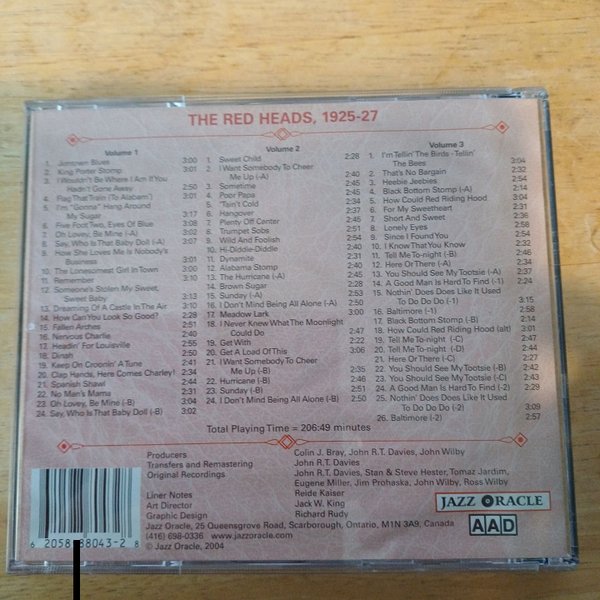 THE RED HEADS, 1925-27
Volume 1
Blues 3:00
2. King Porter Stomp 3:01
3. I Wouldn't Be Where I Am If You
Hadn't Gone Away 2:50
4. Flag That Train (To Alabam') 3:01
5. I'm "Gonna" Hang Around
My Sugar
6. Five Foot Two, Eyes Of Blue 3:08
7. Oh Lovey, Be Mine (-A)
8. Say, Who Is That Baby Doll (-A) 3:07
9. How She Loves Me Is Nobody's
Business
10. The Lonesomest Girl In Town
11. Remember 3:10
12. Someone's Stolen My Sweet,
Sweet Baby 3:13
13. Dreaming Of A Castle In The Air 3:10
14. How Can You Look So Good? 2:28
15. Fallen Arches 2:51
16. Nervous Charlie
17. Headin' For Louisville
18. Dinah 2:50
19. Keep On Croonin' A Tune 2:41
20. Clap Hands, Here Comes Charley! 2:34
21. Spanish Shawl 2:44
22. No Man's Mama 2:31
23. Oh Lovey, Be Mine (-B) 3:04
24. Say, Who Is That Baby Doll (-B) 3:02
Volume 2
1. Sweet Child 2:28
2. I Want Somebody To Cheer
Me Up (-A) 2:40
3. Sometime 2:45
4. Poor Papa
5. 'Tain't Cold 2:34
6. Hangover 2:37
7. Plenty Off Center
8. Trumpet Sobs 2:51
9. Wild and Foolish 2:29
10. Hi-Diddle-Diddle 2:40
11. Dynamite 2:31
12. Alabama Stomp 2:39
13. The Hurricane (-A)
14. Brown Sugar 2:28
15. Sunday (-A) 2:53
16. I Don't Mind Being All Alone (-A) 2:50
17. Meadow Lark 3:00
18. I Never Knew What The Moonlight
Could Do 2:47
19. Get With 2:22
20. Get A Load Of This 3:06
21. I Want Somebody To Cheer
Me Up (-B) 2:35
22. Hurricane (-B) 2:46
23. Sunday (-B) 2:51
24. I Don't Mind Being All Alone (-B) 2:50
Volume 3
1. I'm Tellin' The Birds - Tellin'
The Bees 3:04
2. That's No Bargain 2:32
3. Heebie Jeebies 2:54
4. Black Bottom Stomp (-A) 2:14
5. How Could Red Riding Hood 3:04
6. For My Sweetheart 2:31
7. Short And Sweet 2:36
8. Lonely Eyes 2:58
9. Since I Found You 2:54
10. I Know That You Know 2:32
11. Tell Me To-night (-B) 2:46
12. Here Or There (-A) 2:34
13. You Should See My Tootsie (-A) 2:37
14. A Good Man Is Hard To Find (-1) 2:24
15. Nothin' Does Does Like It Used
To Do Do Do (-1) 3:15
16. Baltimore (-1) 2:58
17. Black Bottom Stomp (-B) 2:14
18. How Could Red Riding Hood (alt) 3:01
19. Tell Me To-night (-C) 2:47
20. Tell Me To-night (-D) 2:44
21. Here Or There (-C) 2:27
22. You Should See My Tootsie (-B) 2:42
23. You Should See My Tootsie (-C) 2:43
24. A Good Man Is Hard To Find (-2) 2:29
25. Nothin' Does Does Like It Used
To Do Do Do (-2) 3:09
26. Baltimore (-2) 2:57
Total Playing Time = 206:49 minutes
Producers Colin J. Bray, John R.T. Davies, John Wilby
Transfers and Remastering John R.T. Davies
Original Recordings John R.T. Davies, Stan & Steve Hester, Tomaz Jardim,
Eugene Miller, Jim Prohaska, John Wilby, Ross Wilby
Liner Notes Reide Kaiser
Art Director Jack W. King
Graphic Design Richard Rudy
Jazz Oracle, 25 Queensgrove Road, Scarborough, Ontario, M1N 3A9, Canada
(416) 698-0336 www.jazzoracle.com
© Jazz Oracle, 2004
JAZZ ORACLE
AAD
6 2058 88043-2 8